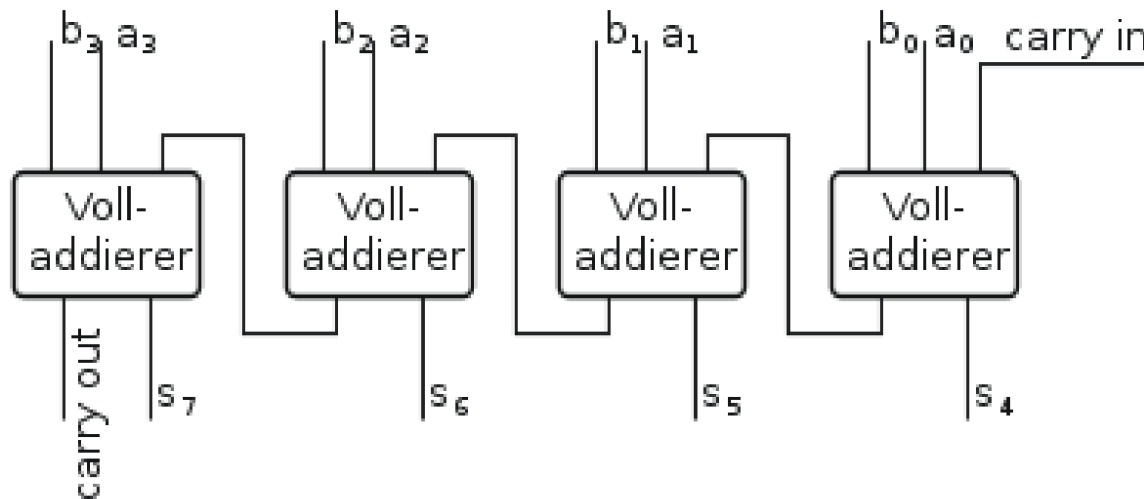 b₃ a₃ b₂ a₂ b₁ a₁ b₀ a₀ carry in
Voll- Voll- Voll- Voll-
addierer addierer addierer addierer
carry out s₇ s₆ s₅ s₄